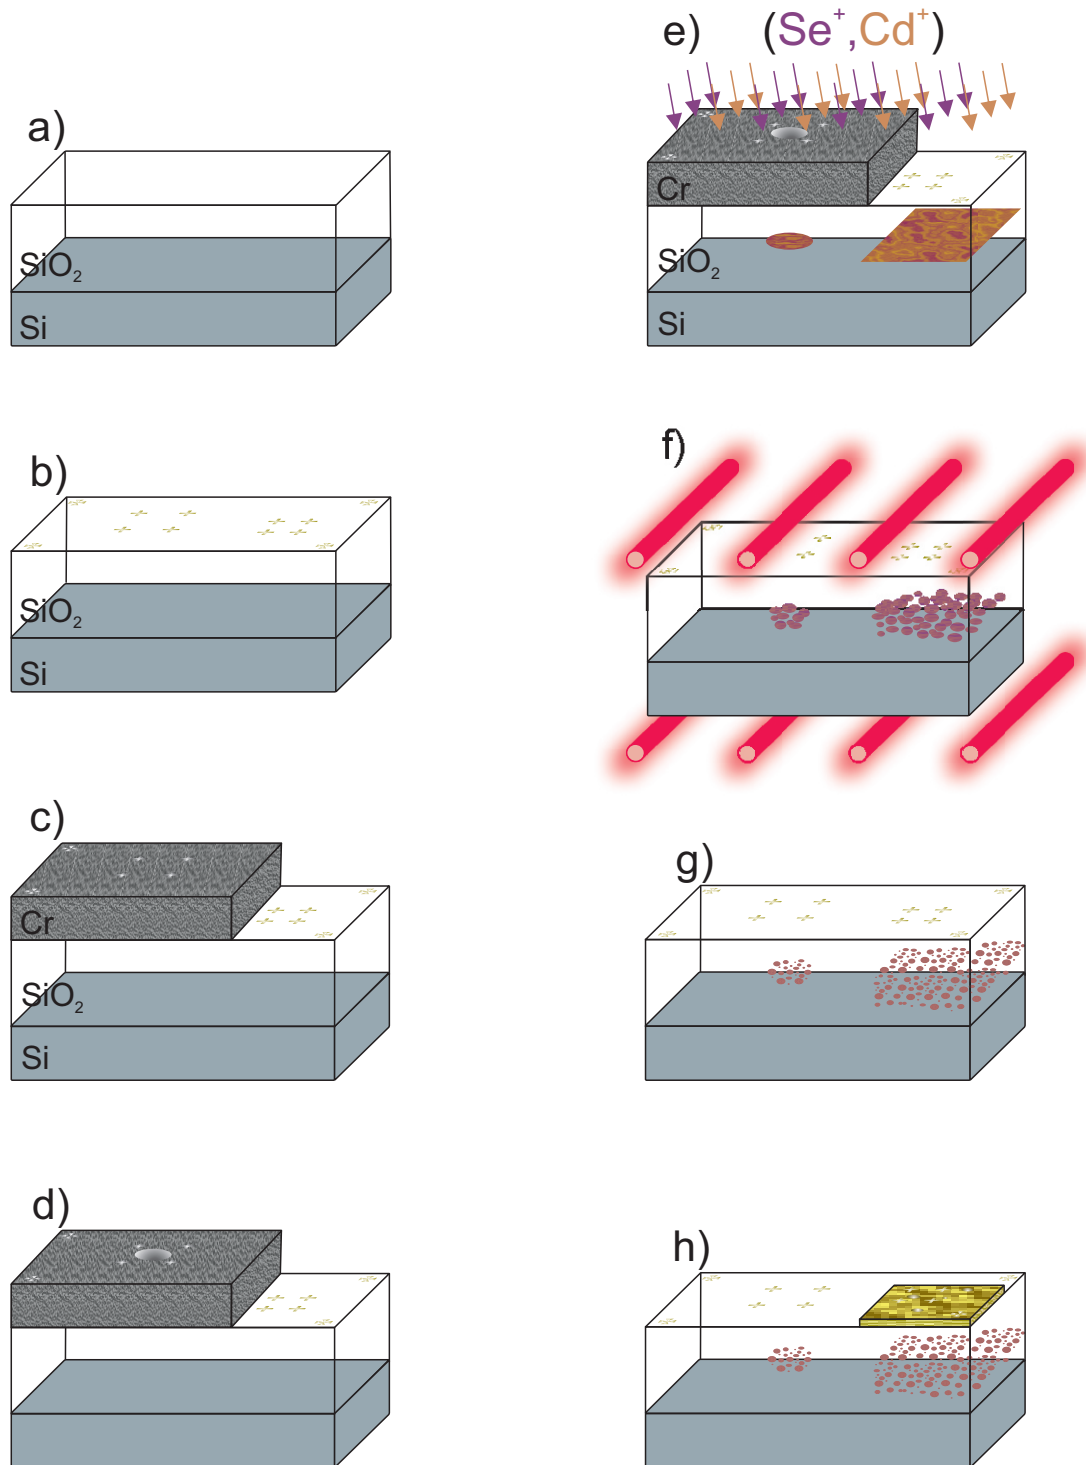 a)
SiO2
Si
b)
SiO2
Si
c)
Cr
SiO2
Si
d)
e) (Se+,Cd+)
Cr
SiO2
Si
f)
g)
h)